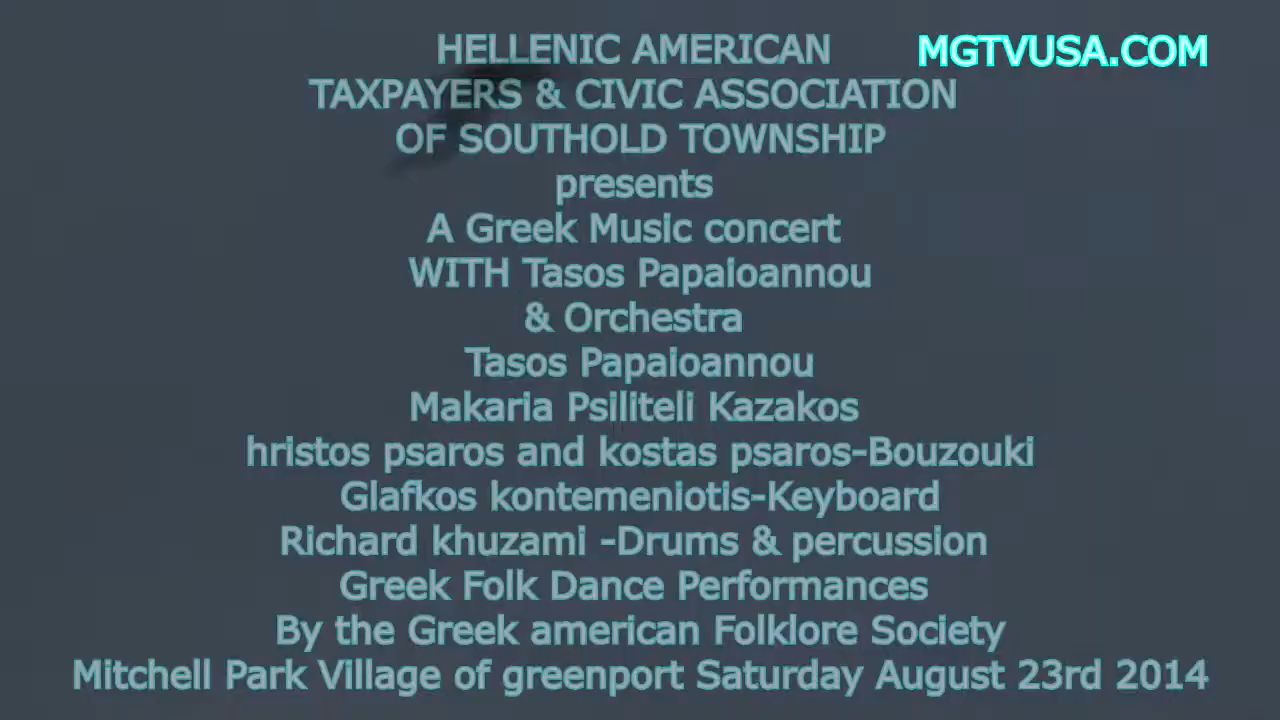 HELLENIC AMERICAN
MGTVUSA.COM
TAXPAYERS & CIVIC ASSOCIATION
OF SOUTHOLD TOWNSHIP
presents
A Greek Music concert
WITH Tasos Papaioannou
& Orchestra
Tasos Papaioannou
Makaria Psiliteli Kazakos
hristos psaros and kostas psaros-Bouzouki
Glafkos kontemeniotis-Keyboard
Richard khuzami -Drums & percussion
Greek Folk Dance Performances
By the Greek american Folklore Society
Mitchell Park Village of greenport Saturday August 23rd 2014